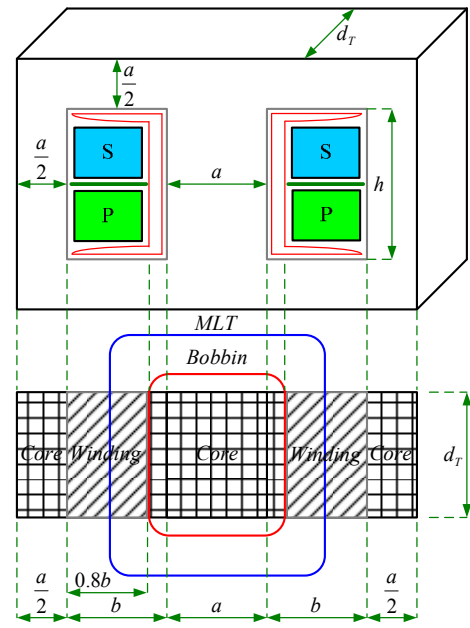 d_T
a/2
a/2
S
S
a
h
P
P
MLT
Bobbin
Core
Winding
Core
Winding
Core
d_T
a/2
0.8b
b
a
b
a/2